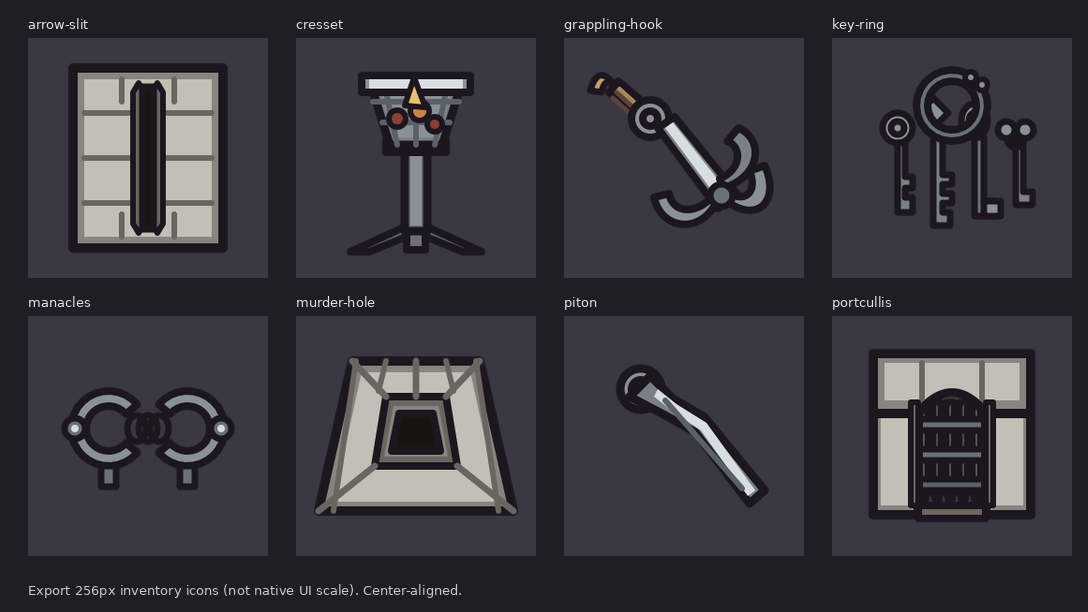 arrow-slit
cresset
grappling-hook
key-ring
manacles
murder-hole
piton
portcullis
Export 256px inventory icons (not native UI scale). Center-aligned.